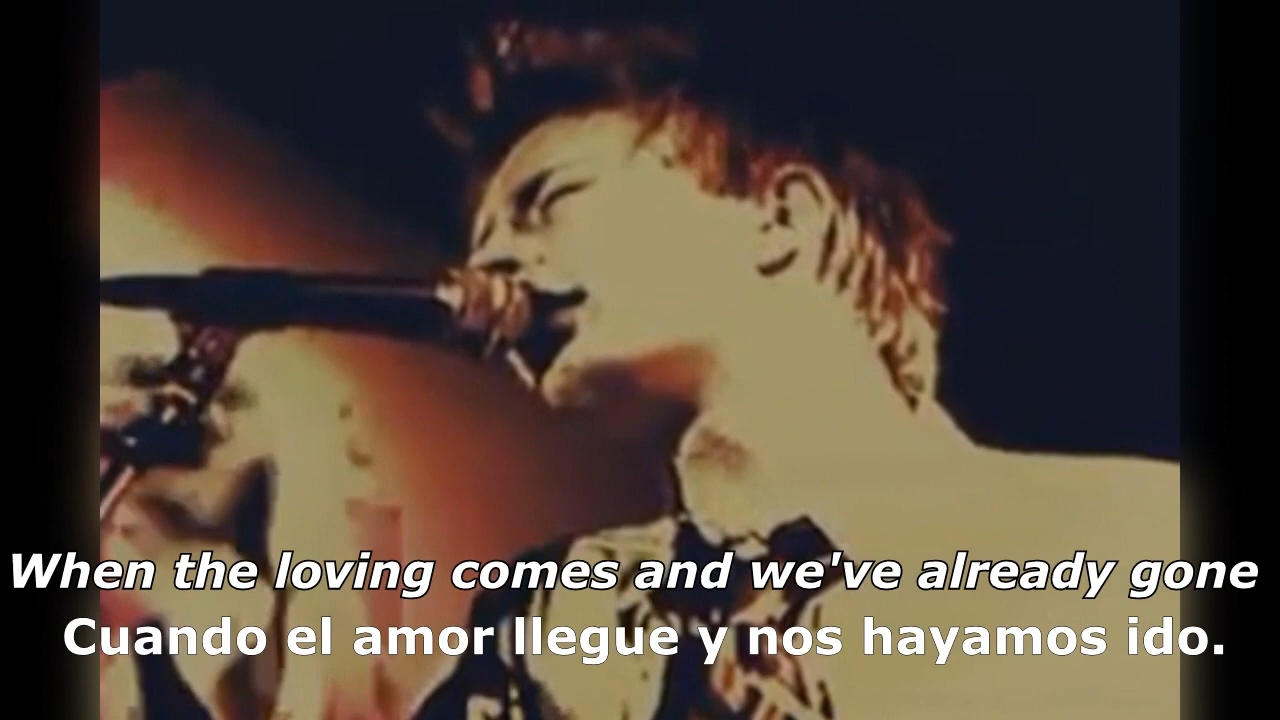 When the loving comes and we've already gone
Cuando el amor llegue y nos hayamos ido.